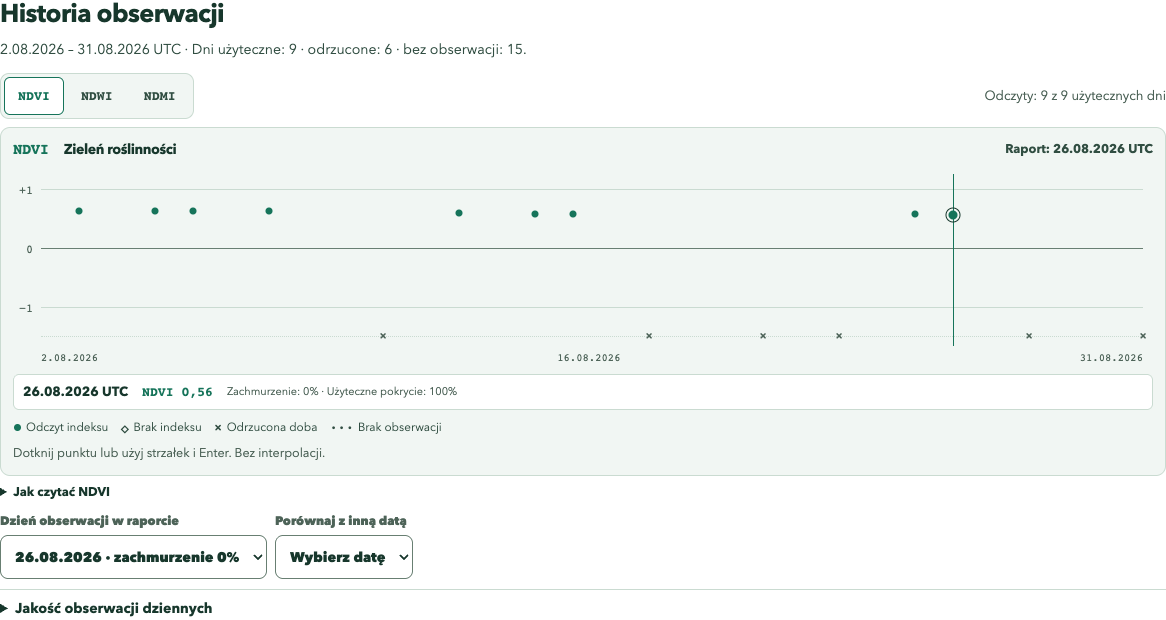 Historia obserwacji
2.08.2026 – 31.08.2026 UTC · Dni użyteczne: 9 · odrzucone: 6 · bez obserwacji: 15.
NDVI NDWI NDMI
Odczyty: 9 z 9 użytecznych dni
NDVI Zieleń roślinności
Raport: 26.08.2026 UTC
+1
0
−1
2.08.2026 16.08.2026 31.08.2026
26.08.2026 UTC NDVI 0,56 Zachmurzenie: 0% · Użyteczne pokrycie: 100%
Odczyt indeksu Brak indeksu Odrzucona doba Brak obserwacji
Dotknij punktu lub użyj strzałek i Enter. Bez interpolacji.
Jak czytać NDVI
Dzień obserwacji w raporcie Porównaj z inną datą
26.08.2026 · zachmurzenie 0% Wybierz datę
Jakość obserwacji dziennych